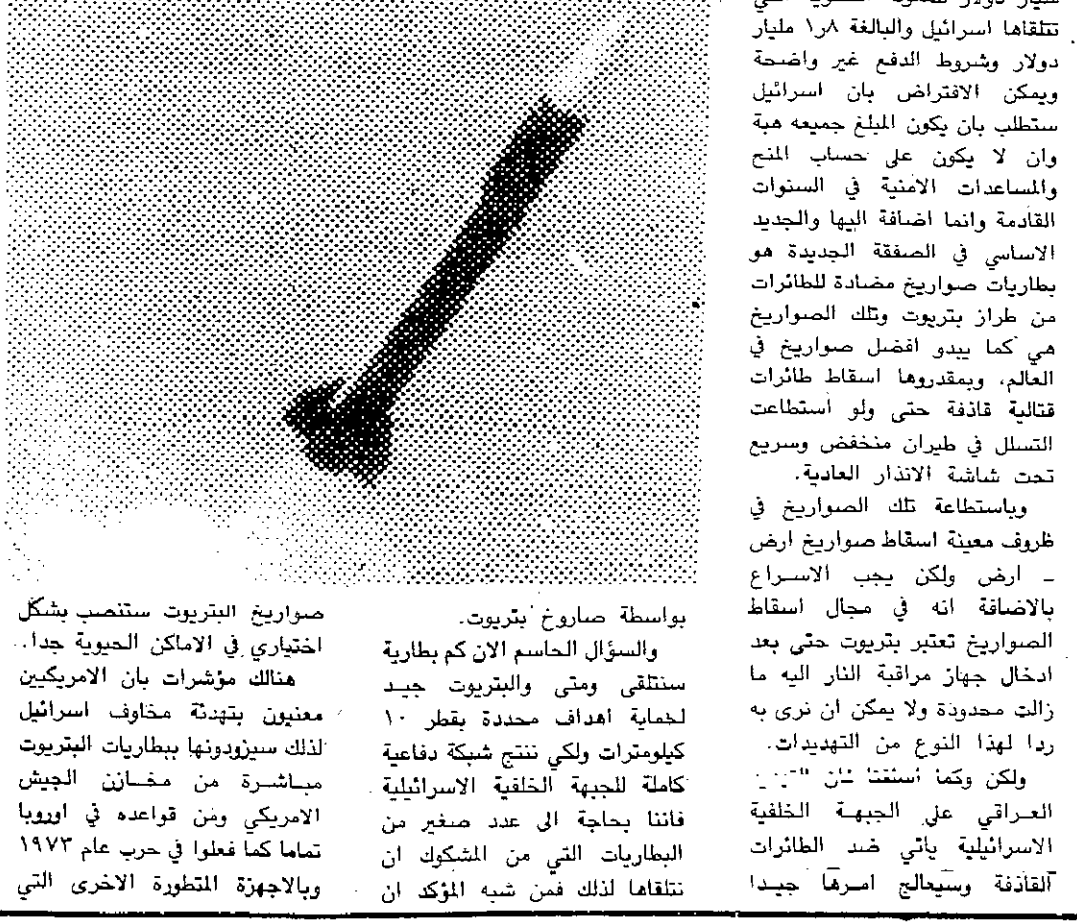 مليار دولار للمعونة
تتلقاها اسرائيل والبالغة ٨ر١ مليار
دولار وشروط الدفع غير واضحة
ويمكن الافتراض بان اسرائيل
ستطلب بان يكون المبلغ جميعه هبة
وان لا يكون على حساب المنح
والمساعدات الامنية في السنوات
القادمة وانما اضافة اليها والجديد
الاساسي في الصفقة الجديدة هو
بطاريات صواريخ مضادة للطائرات
من طراز بتريوت وتلك الصواريخ
هي كما يبدو افضل صواريخ في
العالم، وبمقدروها اسقاط طائرات
قتالية قاذفة حتى ولو استطاعت
التسلل في طيران منخفض وسريع
تحت شاشة الانذار العادية.
وباستطاعة تلك الصواريخ في
ظروف معينة اسقاط صواريخ ارض
- ارض ولكن يجب الاسراع
بالاضافة انه في مجال اسقاط
الصواريخ تعتبر بتريوت حتى بعد
ادخال جهاز مراقبة النار اليه ما
زالت محدودة ولا يمكن ان نرى به
ردا لهذا النوع من التهديدات.
ولكن وكما اسلفنا فان
العراقي على الجبهة الخلفية
الاسرائيلية يأتي ضد الطائرات
القاذفة وسيعالج امرها جيدا
بواسطة صاروخ بتريوت.
والسؤال الحاسم الان كم بطارية
سنتلقى ومتى والبتريوت جيد
لحماية اهداف محددة بقطر ١٠
كيلومترات ولكي ننتج شبكة دفاعية
كاملة للجبهة الخلفية الاسرائيلية
فاننا بحاجة الى عدد صغير من
البطاريات التي من المشكوك ان
نتلقاها لذلك فمن شبه المؤكد ان
صواريخ البتريوت ستنصب بشكل
اختياري في الاماكن الحيوية جدا..
هنالك مؤشرات بان الامريكيين
معنيون بتهدئة مخاوف اسرائيل
لذلك سيزودونها ببطاريات البتريوت
مباشرة من مخازن الجيش
الامريكي ومن قواعده في اوروبا
تماما كما فعلوا في حرب عام ١٩٧٣
وبالاجهزة المتطورة الاخرى التي